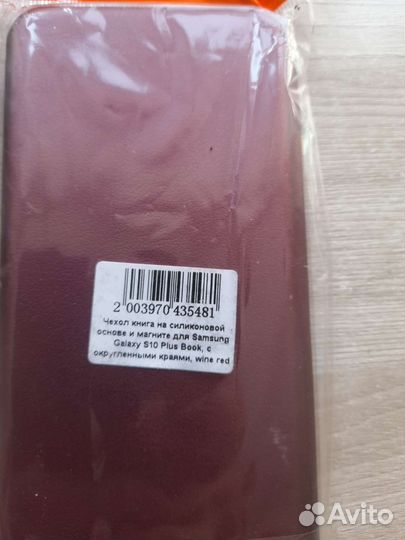 2 003970 435481
Чехол книга на силиконовой
основе и магните для Samsung
Galaxy S10 Plus Book, с
округленными краями, wine red
Avito